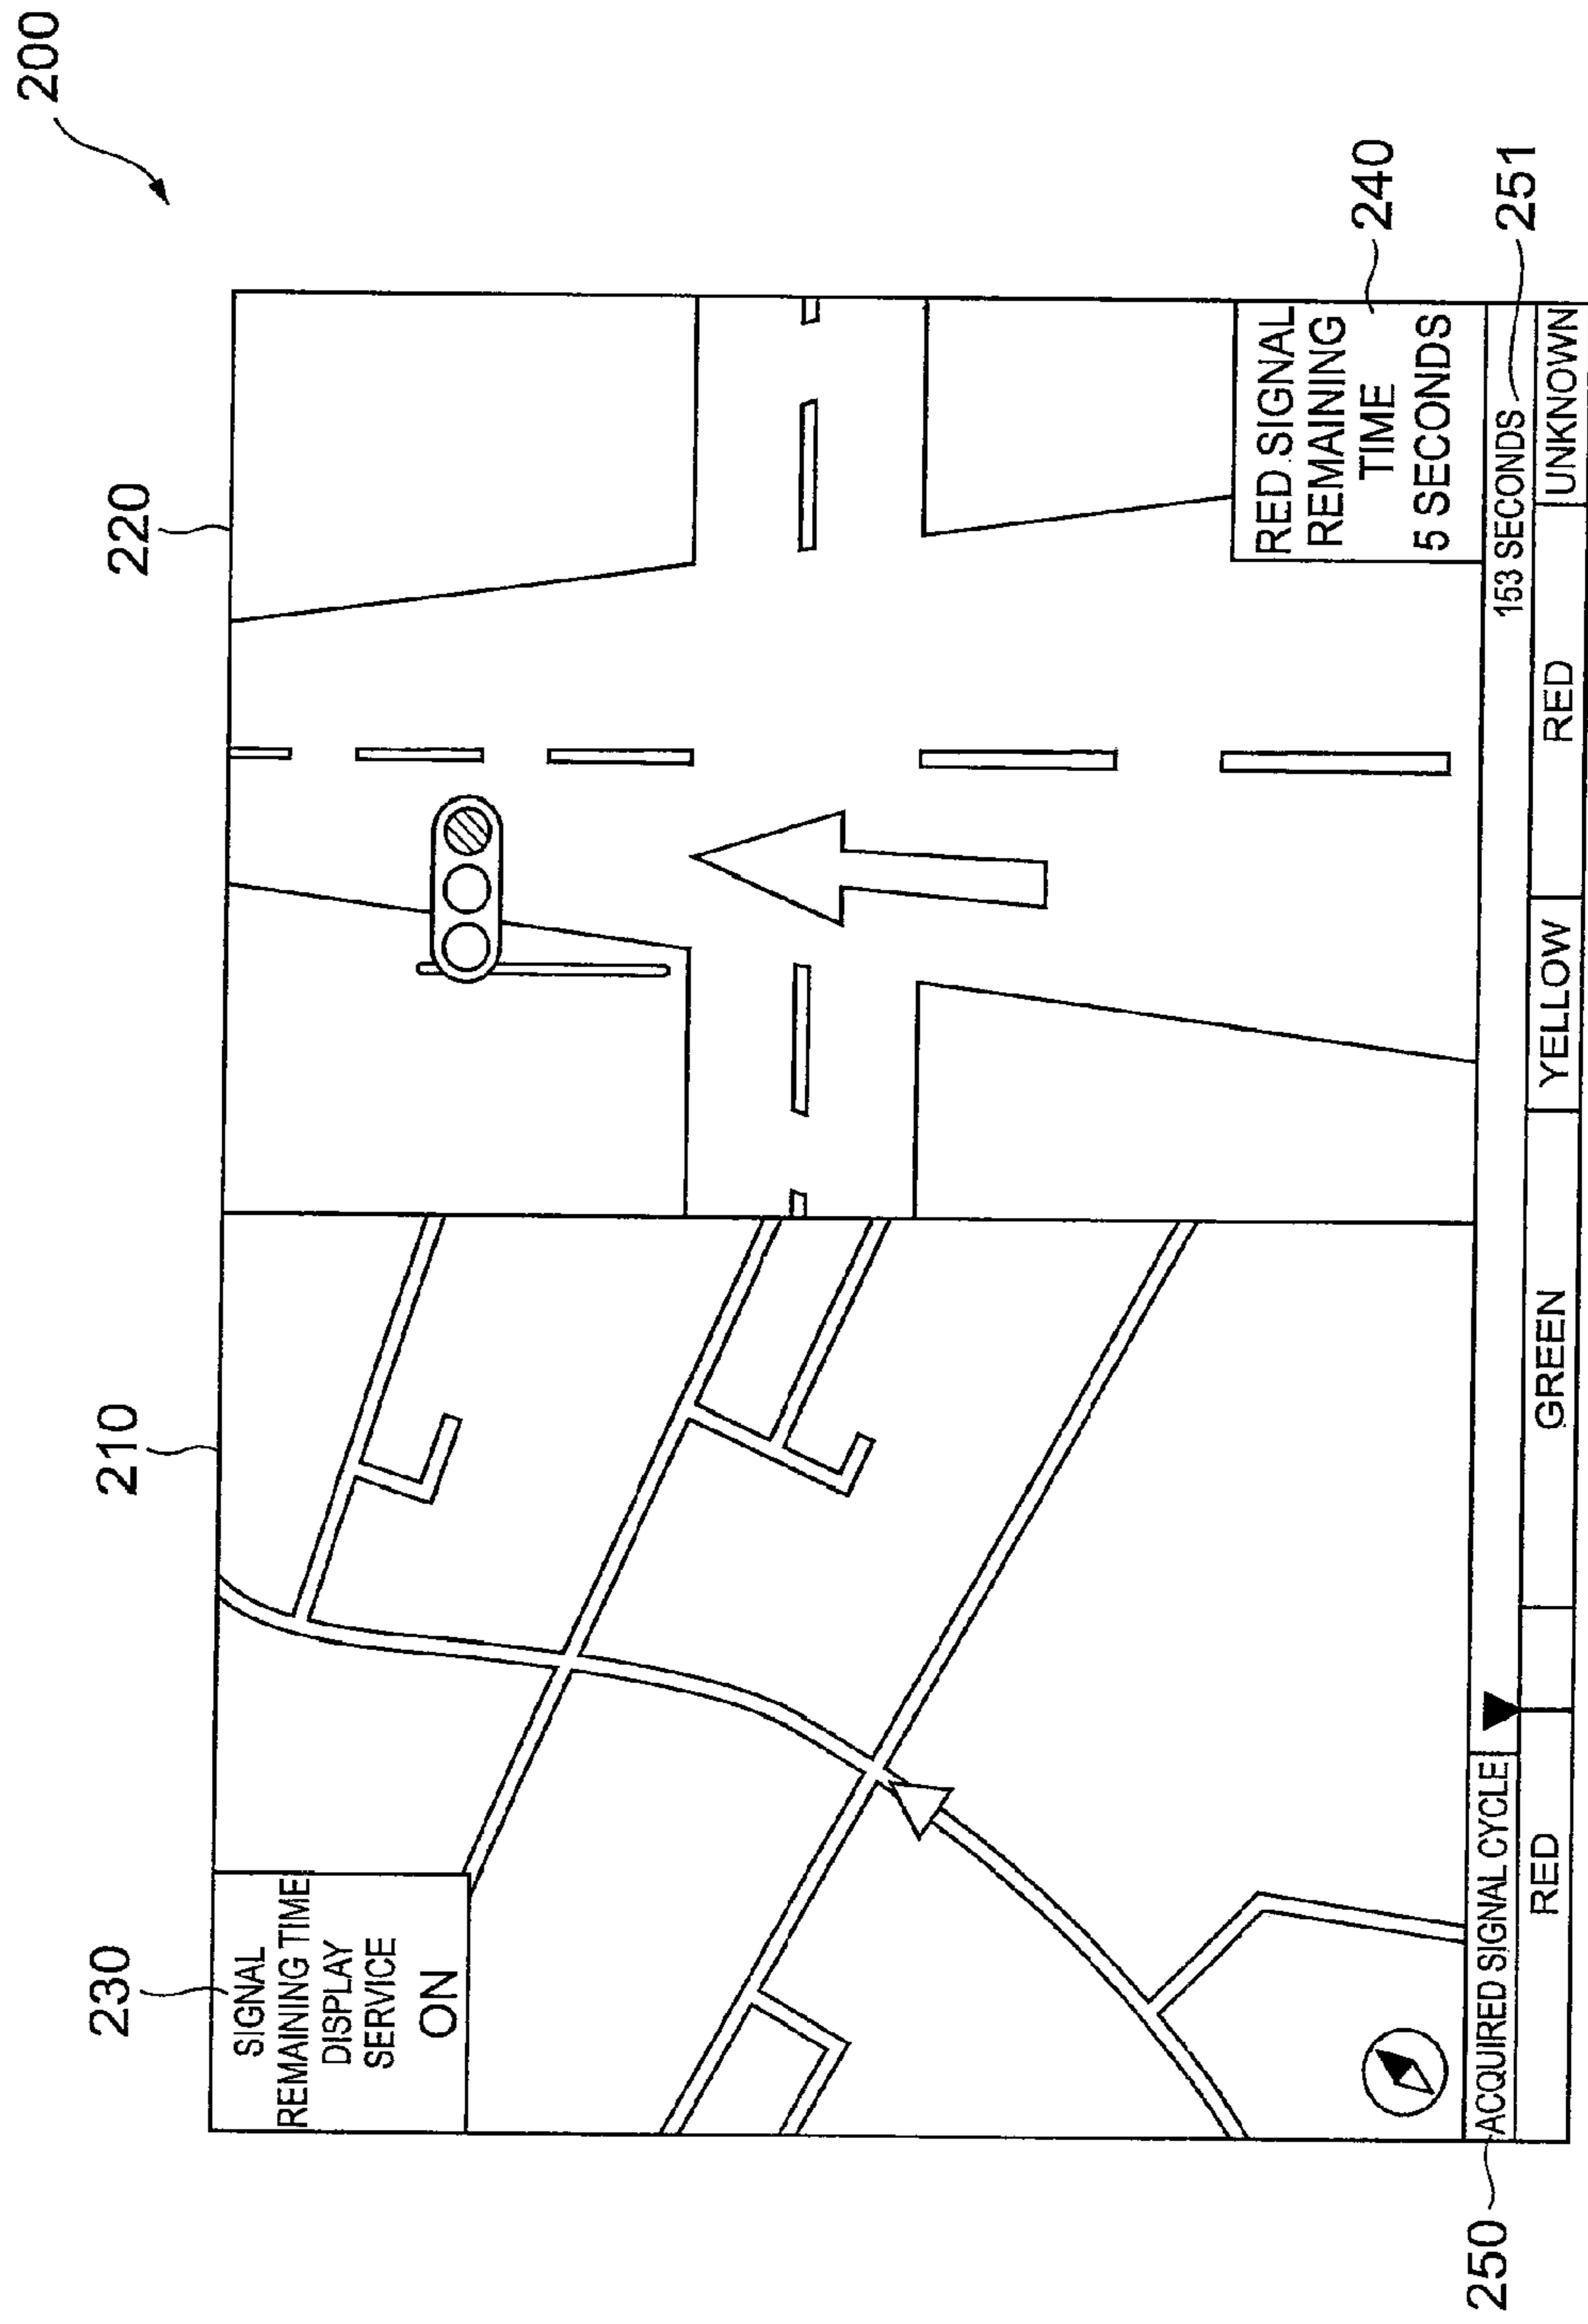 200
210
220
230
SIGNAL
REMAINING TIME
DISPLAY
SERVICE
ON
RED SIGNAL
REMAINING
TIME
5 SECONDS
240
250
ACQUIRED SIGNAL CYCLE
153 SECONDS
251
RED
GREEN
YELLOW
RED
UNKNOWN